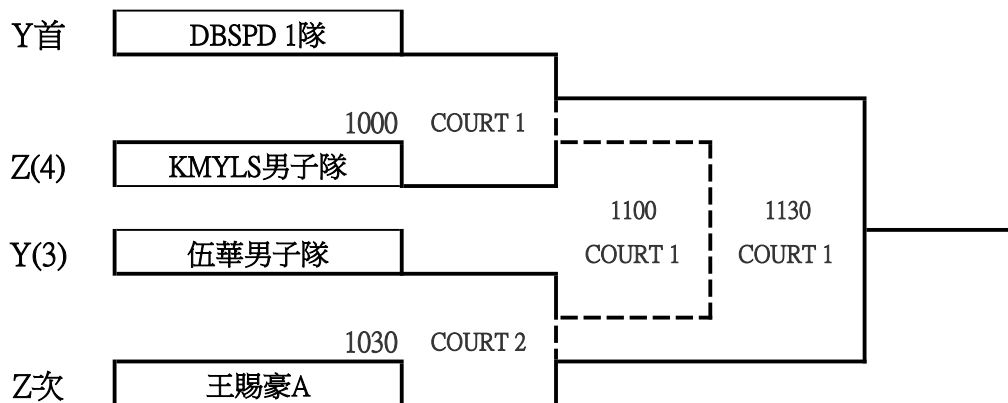 Y首 DBSPD 1隊
1000 COURT 1
Z(4) KMYLS男子隊
1100 1130
Y(3) 伍華男子隊 COURT 1 COURT 1
1030 COURT 2
Z次 王賜豪A